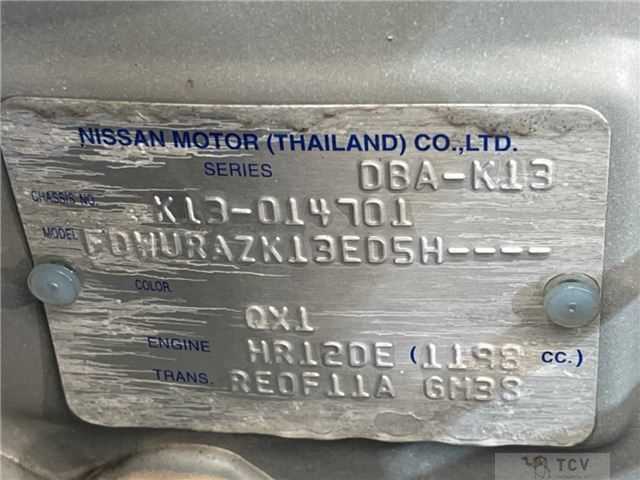 NISSAN MOTOR (THAILAND) CO.,LTD.
SERIES DBA-K13
CHASSIS NO. K13-014701
MODEL FDWURAZK13EDSH----
COLOR
QX1
ENGINE HR12DE (1198 CC.)
TRANS. RE0F11A GM38
TCV